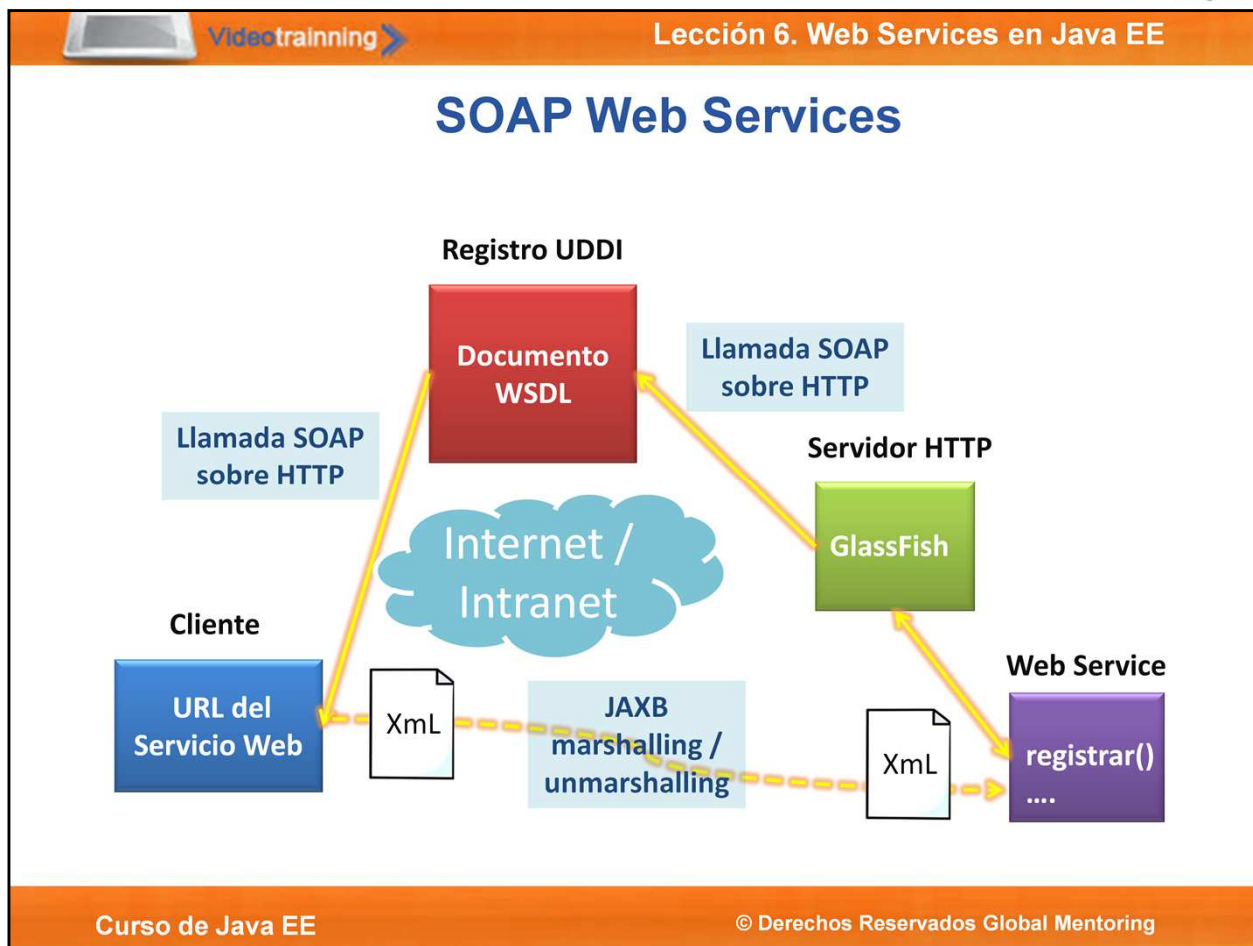 Videotrainning
Lección 6. Web Services en Java EE
SOAP Web Services
Registro UDDI
Documento
WSDL
Llamada SOAP
sobre HTTP
Llamada SOAP
sobre HTTP
Servidor HTTP
GlassFish
Internet /
Intranet
Cliente
URL del
Servicio Web
XmL
JAXB
marshalling /
unmarshalling
XmL
Web Service
registrar()
....
Curso de Java EE
© Derechos Reservados Global Mentoring